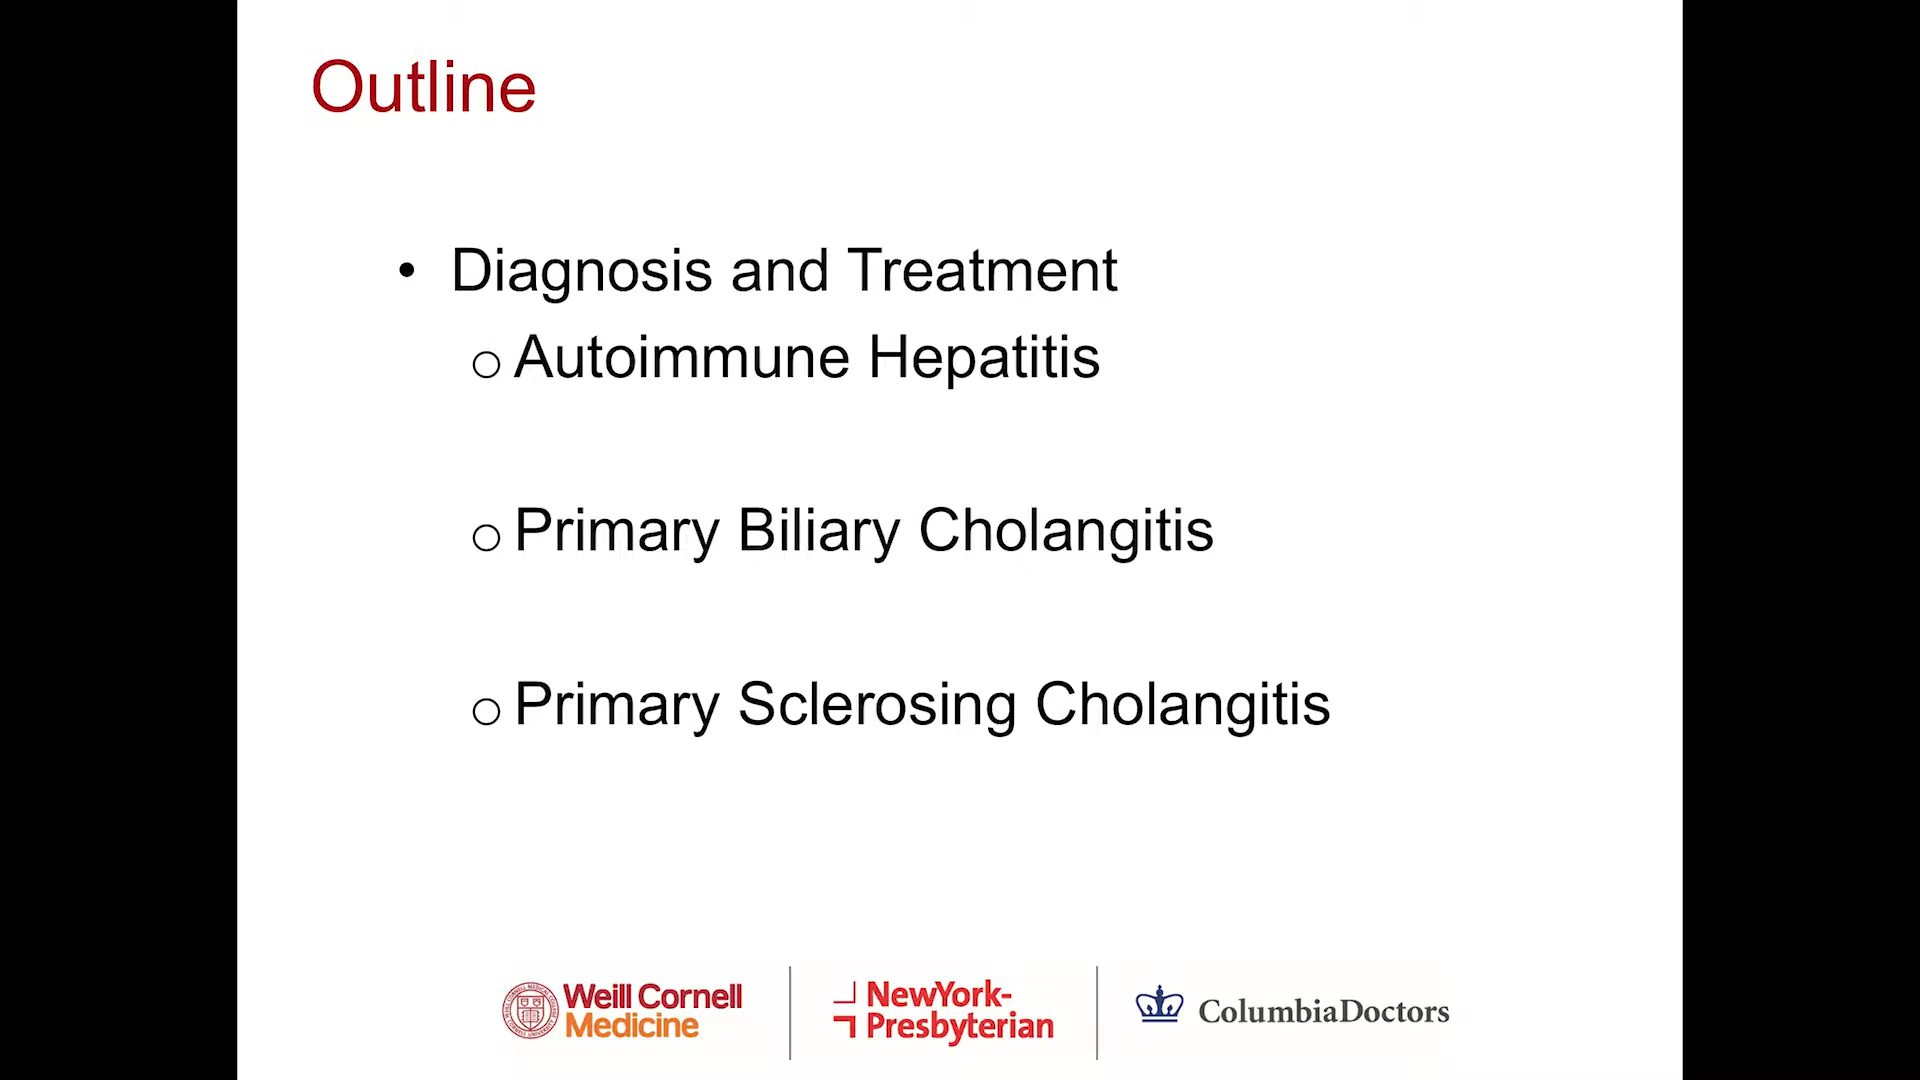 Outline
• Diagnosis and Treatment
o Autoimmune Hepatitis
o Primary Biliary Cholangitis
o Primary Sclerosing Cholangitis
Weill Cornell
Medicine
NewYork-
Presbyterian
ColumbiaDoctors